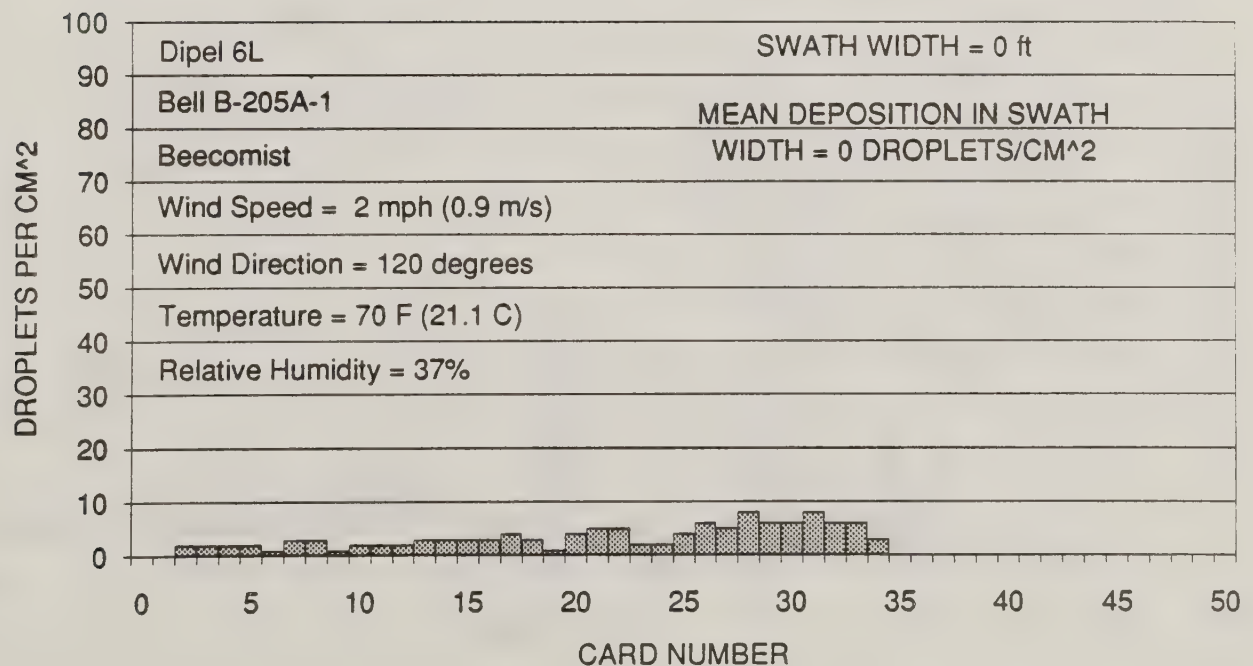 100
90
80
70
60
50
40
30
20
10
0
DROPLETS PER CM^2
Dipel 6L
Bell B-205A-1
Beecomist
Wind Speed = 2 mph (0.9 m/s)
Wind Direction = 120 degrees
Temperature = 70 F (21.1 C)
Relative Humidity = 37%
SWATH WIDTH = 0 ft
MEAN DEPOSITION IN SWATH
WIDTH = 0 DROPLETS/CM^2
0 5 10 15 20 25 30 35 40 45 50
CARD NUMBER